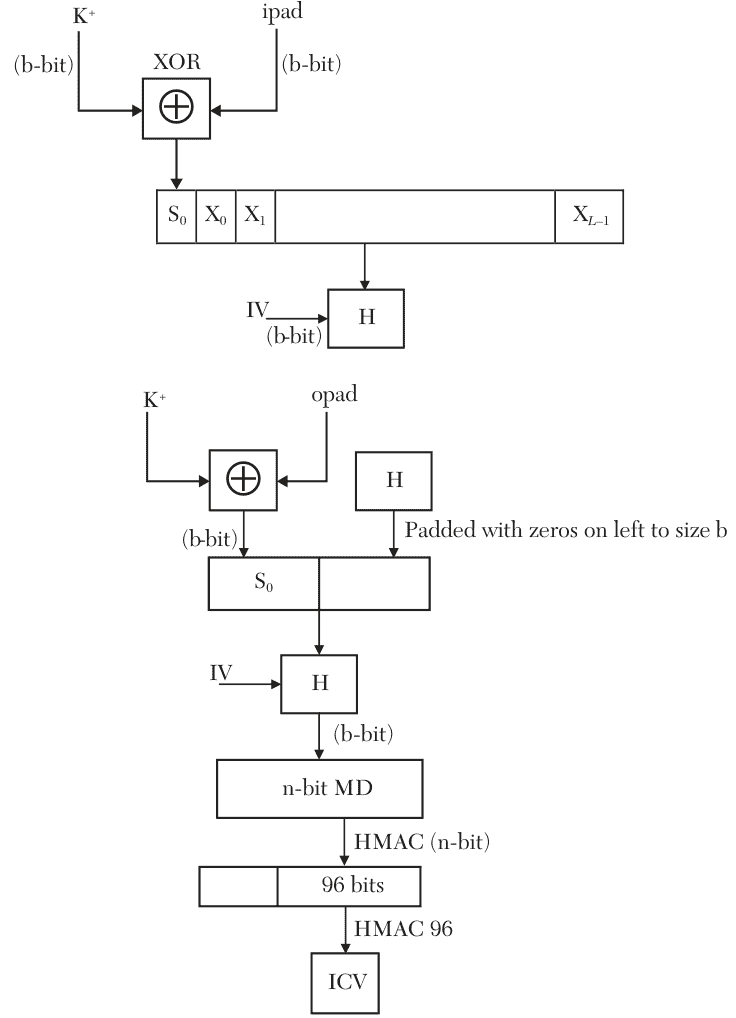 K⁺ ipad
XOR
(b-bit) (b-bit)
S₀ X₀ X₁ X_L–1
IV H
(b-bit)
K⁺ opad
H
(b-bit) Padded with zeros on left to size b
S₀
IV H
(b-bit)
n-bit MD
HMAC (n-bit)
96 bits
HMAC 96
ICV